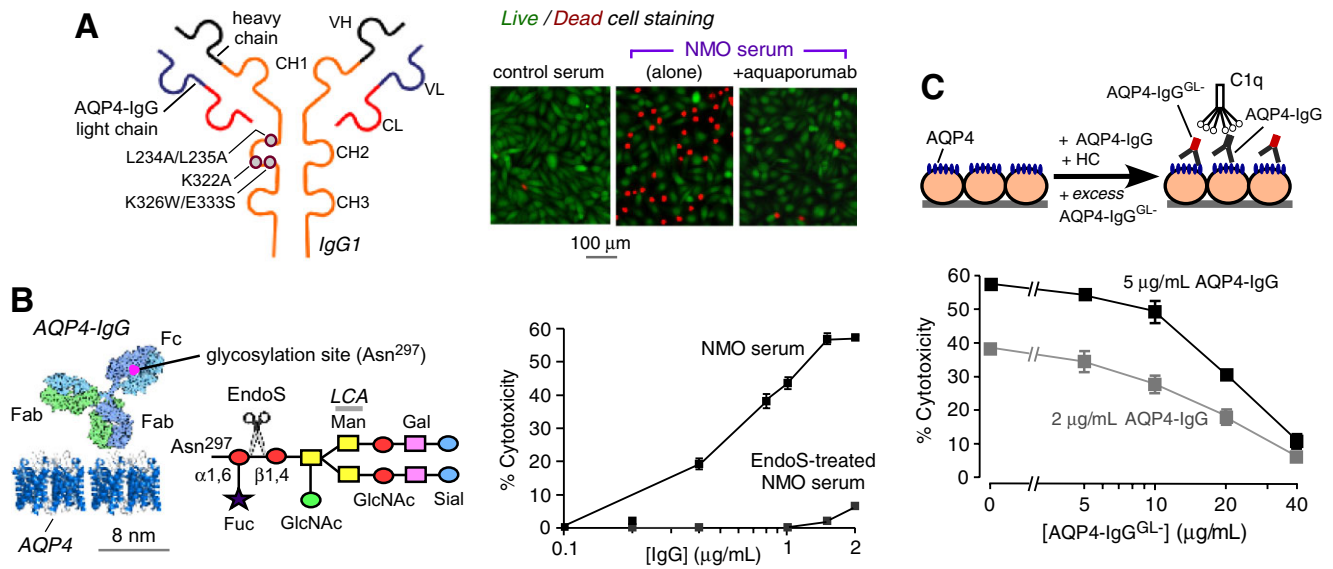 A
heavy
chain
VH
CH1
VL
AQP4-IgG
light chain
CL
L234A/L235A
CH2
K322A
K326W/E333S
CH3
IgG1
Live / Dead cell staining
NMO serum
control serum
(alone)
+aquaporumab
100 μm
B
AQP4-IgG
Fc
glycosylation site (Asn297)
Fab
Fab
EndoS
LCA
Man
Gal
Asn297
α1,6
β1,4
GlcNAc
Sial
Fuc
GlcNAc
AQP4
8 nm
% Cytotoxicity
60
50
40
30
20
10
0
NMO serum
EndoS-treated
NMO serum
0.1
1
2
[IgG] (μg/mL)
C
AQP4-IgGGL-
C1q
AQP4-IgG
AQP4
+ AQP4-IgG
+ HC
+ excess
AQP4-IgGGL-
% Cytotoxicity
60
50
40
30
20
10
0
5 μg/mL AQP4-IgG
2 μg/mL AQP4-IgG
0
5
10
20
40
[AQP4-IgGGL-] (μg/mL)